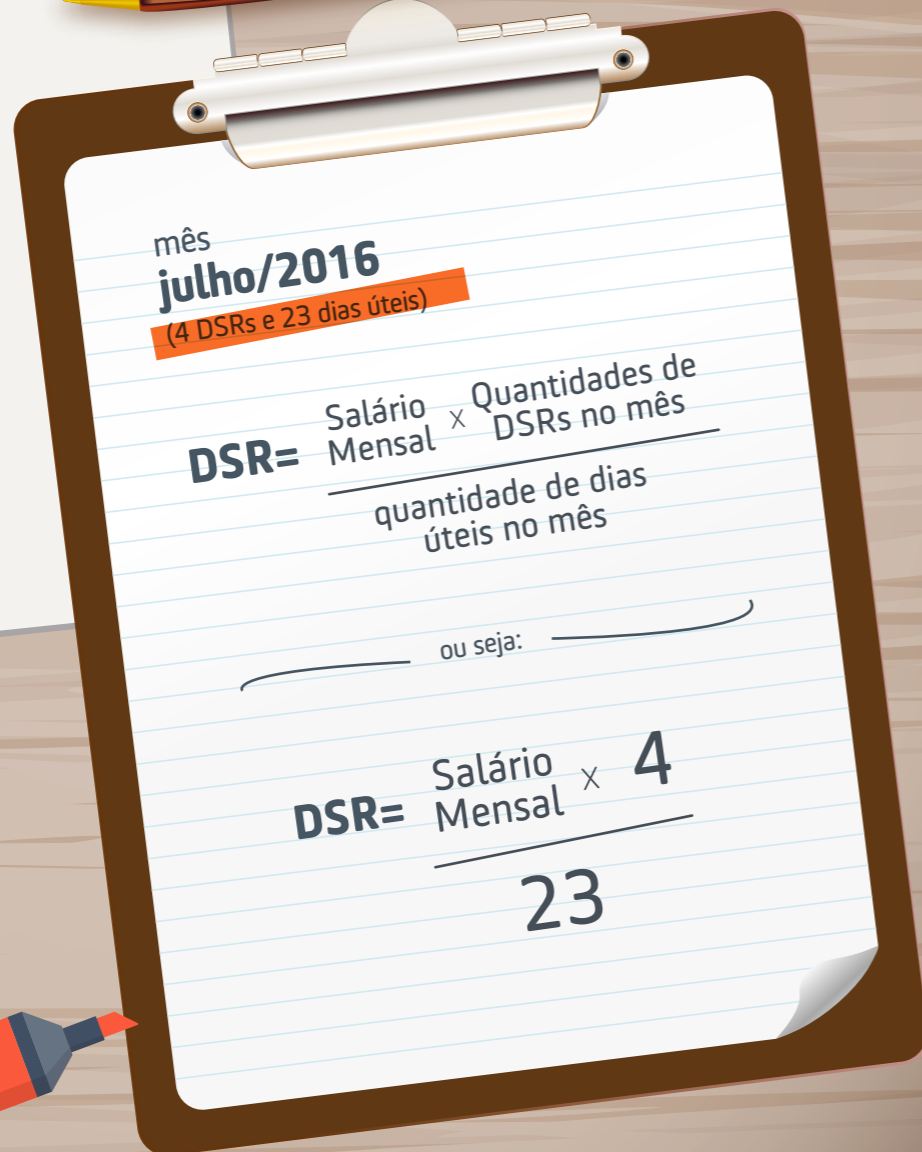 mês
julho/2016
(4 DSRs e 23 dias úteis)
DSR= Salário Mensal x Quantidades de DSRs no mês
quantidade de dias
úteis no mês
ou seja:
DSR= Salário Mensal x 4
23